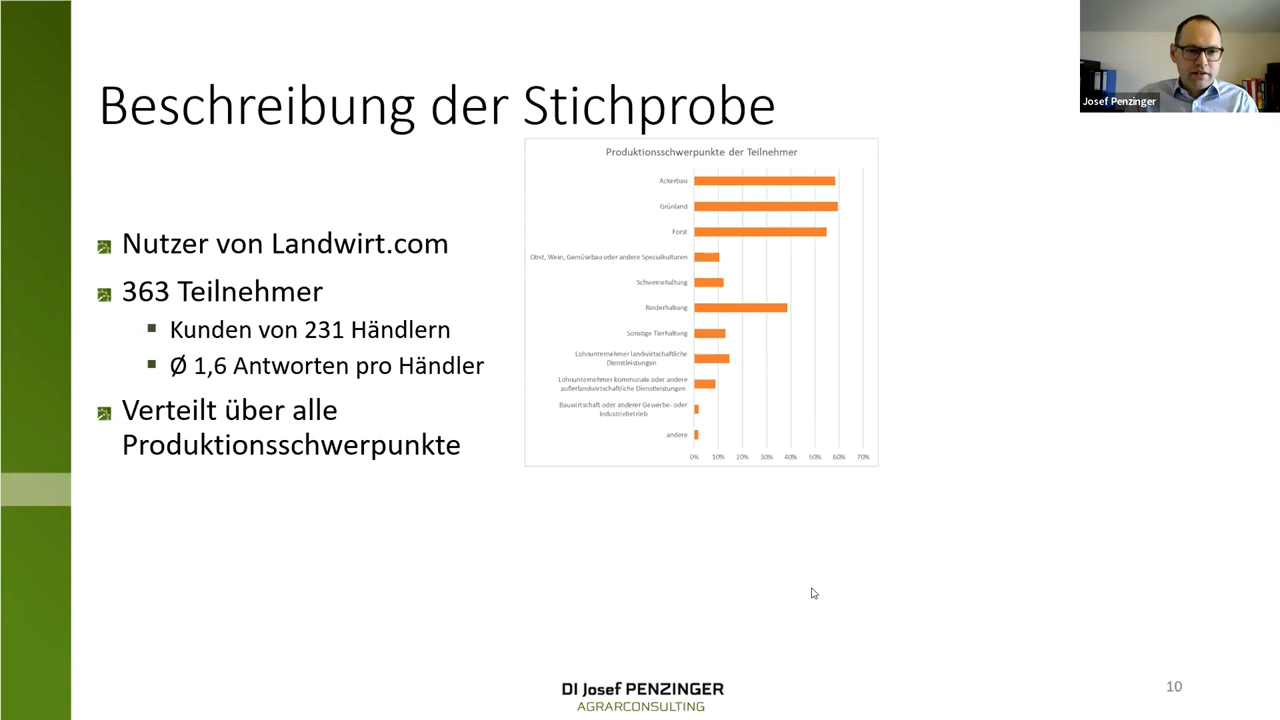 Josef Penzinger
Beschreibung der Stichprobe
Nutzer von Landwirt.com
363 Teilnehmer
Kunden von 231 Händlern
Ø 1,6 Antworten pro Händler
Verteilt über alle
Produktionsschwerpunkte
Produktionsschwerpunkte der Teilnehmer
Ackerbau
Grünland
Forst
Obst, Wein, Gemüsebau oder andere Spezialkulturen
Schweinehaltung
Rinderhaltung
Sonstige Tierhaltung
Lohnunternehmer landwirtschaftliche
Dienstleistungen
Lohnunternehmer kommunale oder andere
außerlandwirtschaftliche Dienstleistungen
Bauwirtschaft oder anderer Gewerbe- oder
Industriebetrieb
andere
0% 10% 20% 30% 40% 50% 60% 70%
DI Josef PENZINGER
AGRARCONSULTING
10